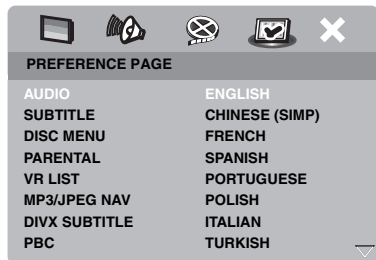 PREFERENCE PAGE
AUDIO ENGLISH
SUBTITLE CHINESE (SIMP)
DISC MENU FRENCH
PARENTAL SPANISH
VR LIST PORTUGUESE
MP3/JPEG NAV POLISH
DIVX SUBTITLE ITALIAN
PBC TURKISH